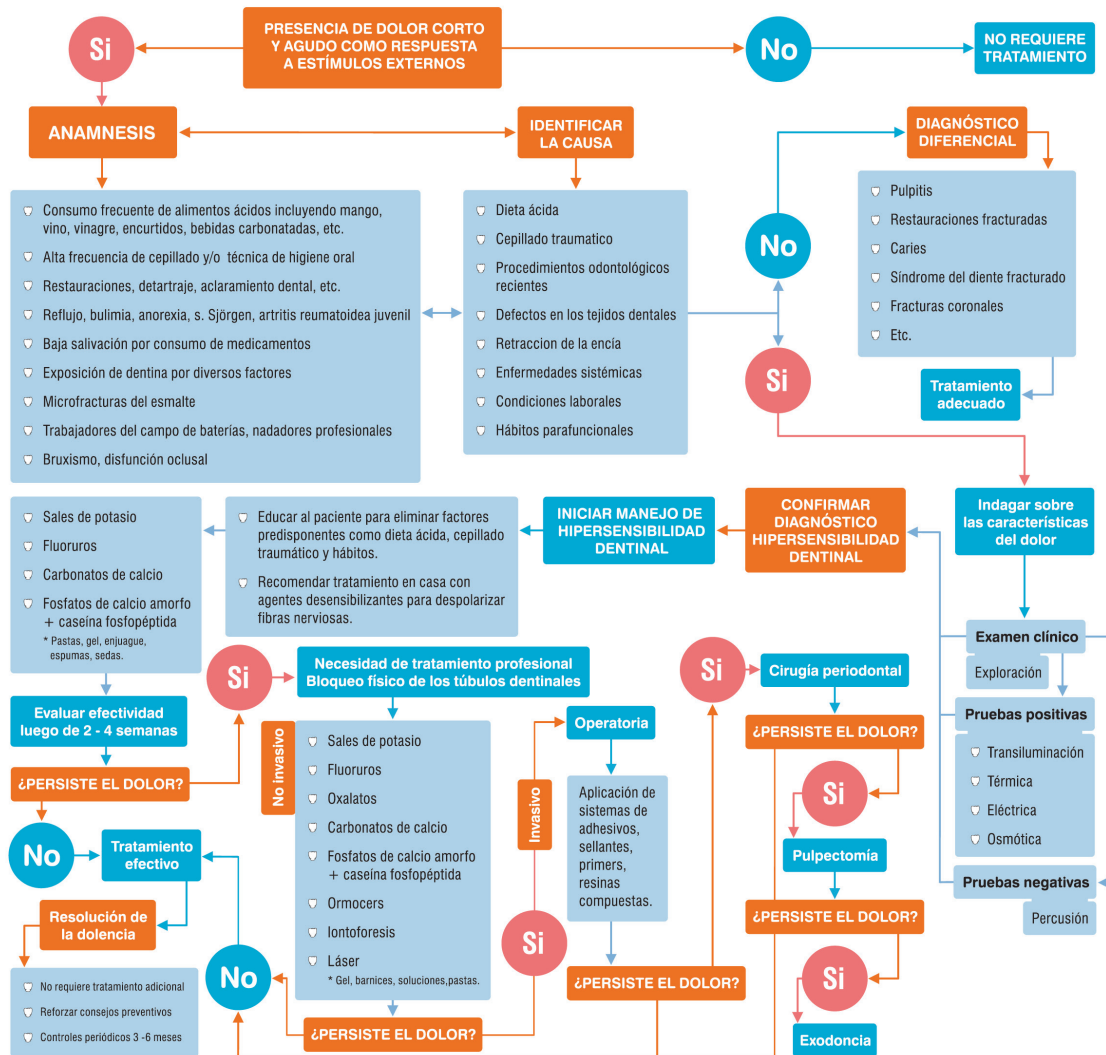 Si
PRESENCIA DE DOLOR CORTO
Y AGUDO COMO RESPUESTA
A ESTÍMULOS EXTERNOS
No
NO REQUIERE
TRATAMIENTO
ANAMNESIS
IDENTIFICAR
LA CAUSA
DIAGNÓSTICO
DIFERENCIAL
Consumo frecuente de alimentos ácidos incluyendo mango,
vino, vinagre, encurtidos, bebidas carbonatadas, etc.
Alta frecuencia de cepillado y/o técnica de higiene oral
Restauraciones, detartraje, aclaramiento dental, etc.
Reflujo, bulimia, anorexia, s. Sjörgen, artritis reumatoidea juvenil
Baja salivación por consumo de medicamentos
Exposición de dentina por diversos factores
Microfracturas del esmalte
Trabajadores del campo de baterías, nadadores profesionales
Bruxismo, disfunción oclusal
Dieta ácida
Cepillado traumatico
Procedimientos odontológicos
recientes
Defectos en los tejidos dentales
Retraccion de la encía
Enfermedades sistémicas
Condiciones laborales
Hábitos parafuncionales
No
Si
Pulpitis
Restauraciones fracturadas
Caries
Síndrome del diente fracturado
Fracturas coronales
Etc.
Tratamiento
adecuado
Indagar sobre
las características
del dolor
CONFIRMAR
DIAGNÓSTICO
HIPERSENSIBILIDAD
DENTINAL
INICIAR MANEJO DE
HIPERSENSIBILIDAD
DENTINAL
Educar al paciente para eliminar factores
predisponentes como dieta ácida, cepillado
traumático y hábitos.
Recomendar tratamiento en casa con
agentes desensibilizantes para despolarizar
fibras nerviosas.
Sales de potasio
Fluoruros
Carbonatos de calcio
Fosfatos de calcio amorfo
+ caseína fosfopéptida
* Pastas, gel, enjuague,
espumas, sedas.
Examen clínico
Exploración
Pruebas positivas
Transiluminación
Térmica
Eléctrica
Osmótica
Pruebas negativas
Percusión
Evaluar efectividad
luego de 2 - 4 semanas
¿PERSISTE EL DOLOR?
No
Tratamiento
efectivo
Resolución de
la dolencia
No requiere tratamiento adicional
Reforzar consejos preventivos
Controles periódicos 3 -6 meses
Si
Necesidad de tratamiento profesional
Bloqueo físico de los túbulos dentinales
No invasivo
Sales de potasio
Fluoruros
Oxalatos
Carbonatos de calcio
Fosfatos de calcio amorfo
+ caseína fosfopéptida
Ormocers
Iontoforesis
Láser
* Gel, barnices, soluciones,pastas.
No
¿PERSISTE EL DOLOR?
Si
Invasivo
Operatoria
Aplicación de
sistemas de
adhesivos,
sellantes,
primers,
resinas
compuestas.
¿PERSISTE EL DOLOR?
Si
Cirugía periodontal
¿PERSISTE EL DOLOR?
Si
Pulpectomía
¿PERSISTE EL DOLOR?
Si
Exodoncia